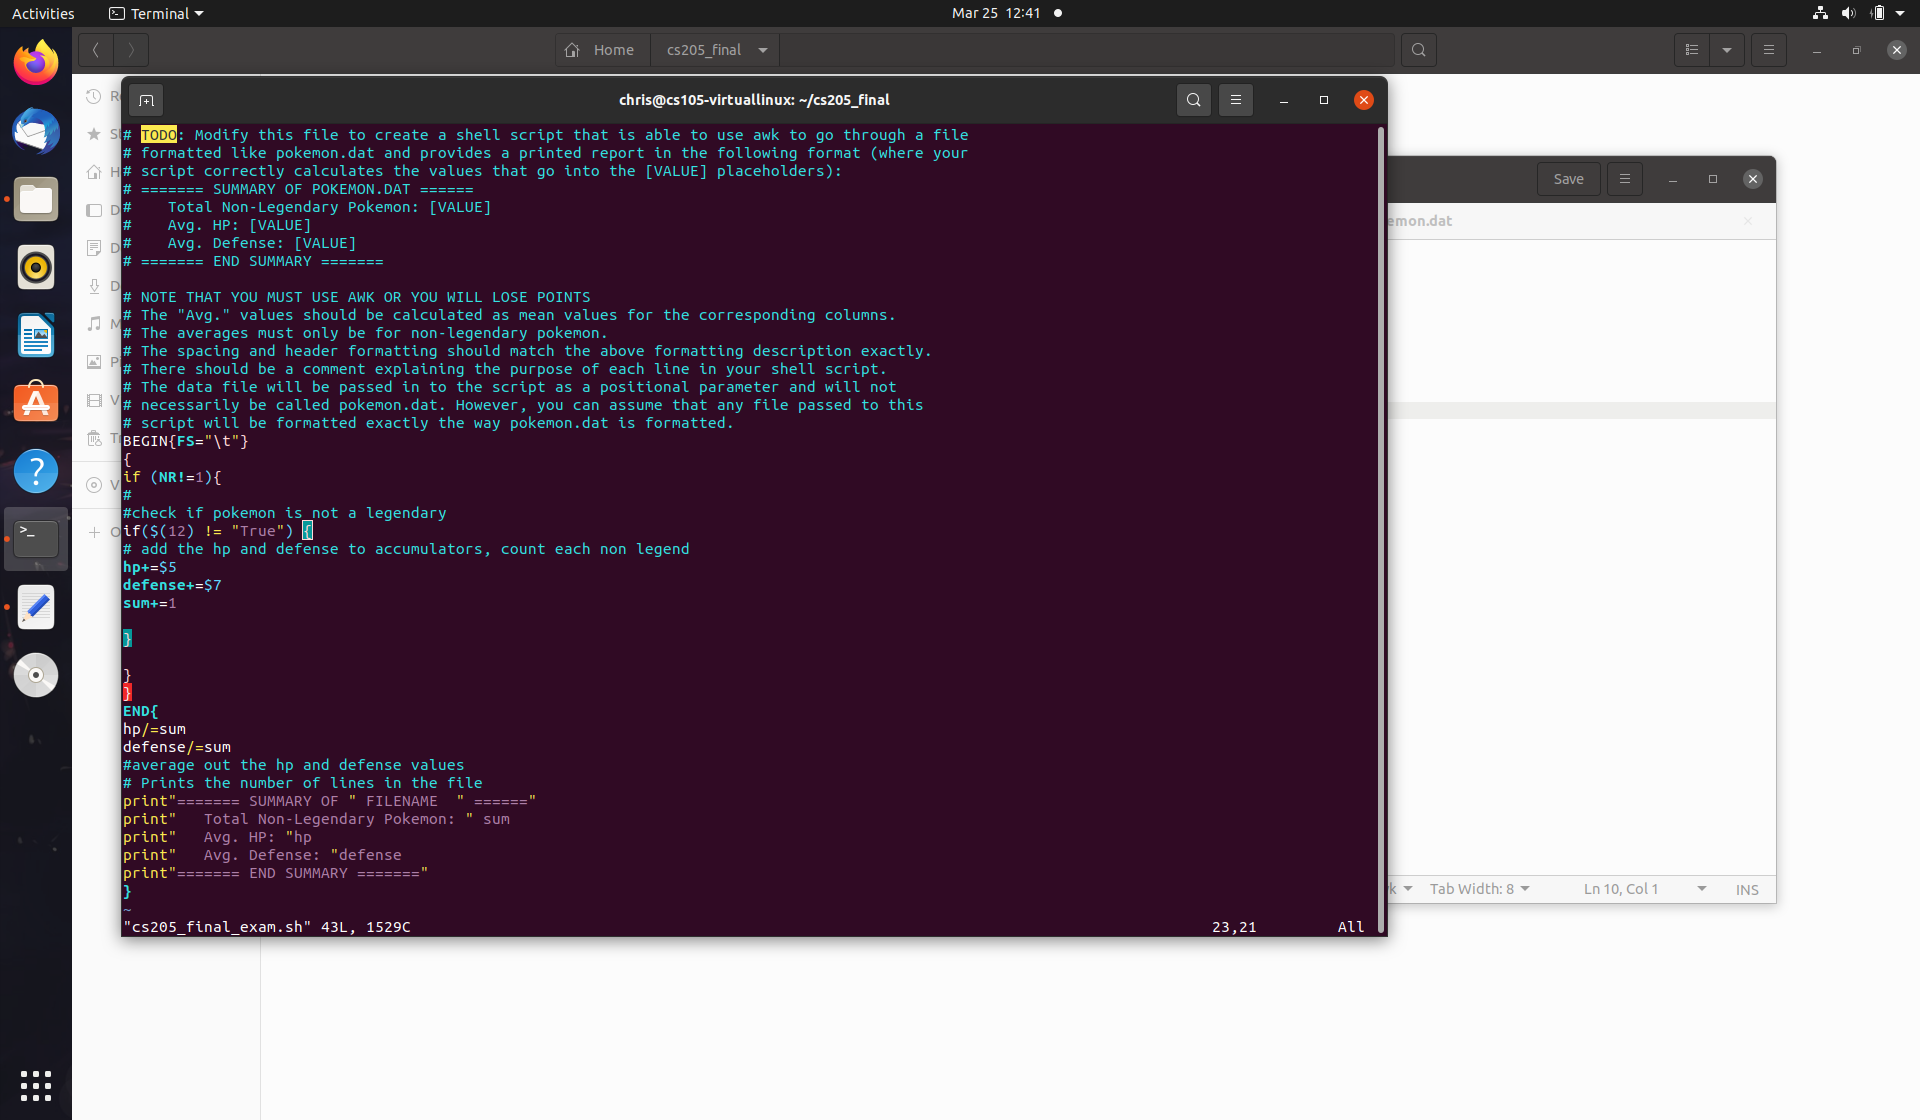 Activities
Terminal
Mar 25 12:41
Home
cs205_final
chris@cs105-virtuallinux: ~/cs205_final
Save
# TODO: Modify this file to create a shell script that is able to use awk to go through a file
# formatted like pokemon.dat and provides a printed report in the following format (where your
# script correctly calculates the values that go into the [VALUE] placeholders):
# ======= SUMMARY OF POKEMON.DAT ======
#    Total Non-Legendary Pokemon: [VALUE]
#    Avg. HP: [VALUE]
#    Avg. Defense: [VALUE]
# ======= END SUMMARY =======

# NOTE THAT YOU MUST USE AWK OR YOU WILL LOSE POINTS
# The "Avg." values should be calculated as mean values for the corresponding columns.
# The averages must only be for non-legendary pokemon.
# The spacing and header formatting should match the above formatting description exactly.
# There should be a comment explaining the purpose of each line in your shell script.
# The data file will be passed in to the script as a positional parameter and will not
# necessarily be called pokemon.dat. However, you can assume that any file passed to this
# script will be formatted exactly the way pokemon.dat is formatted.
BEGIN{FS="\t"}
{
if (NR!=1){
#
#check if pokemon is not a legendary
if($(12) != "True") {
# add the hp and defense to accumulators, count each non legend
hp+=$5
defense+=$7
sum+=1

}

}
}
END{
hp/=sum
defense/=sum
#average out the hp and defense values
# Prints the number of lines in the file
print"======= SUMMARY OF " FILENAME  " ======"
print"   Total Non-Legendary Pokemon: " sum
print"   Avg. HP: "hp
print"   Avg. Defense: "defense
print"======= END SUMMARY ======="
}
~
"cs205_final_exam.sh" 43L, 1529C
23,21
All
emon.dat
Tab Width: 8
Ln 10, Col 1
INS